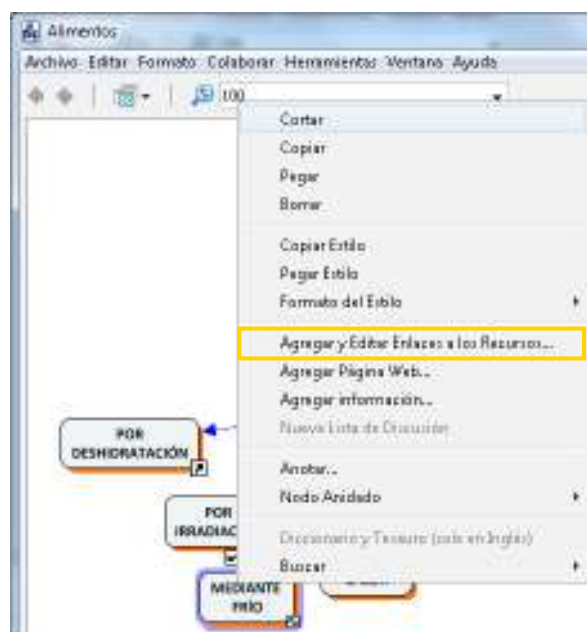 Alimentos
Archivo Editar Formato Colaborar Herramientas Ventana Ayuda
100
Cortar
Copiar
Pegar
Borrar
Copiar Estilo
Pegar Estilo
Formato del Estilo
Agregar y Editar Enlaces a los Recursos...
Agregar Página Web...
Agregar información...
Nueva Lista de Discusión
Anotar...
Nodo Anidado
Diccionario y Tesauro (solo en Inglés)
Buscar
POR
DESHIDRATACIÓN
POR
IRRADIAC
MEDIANTE
FRÍO